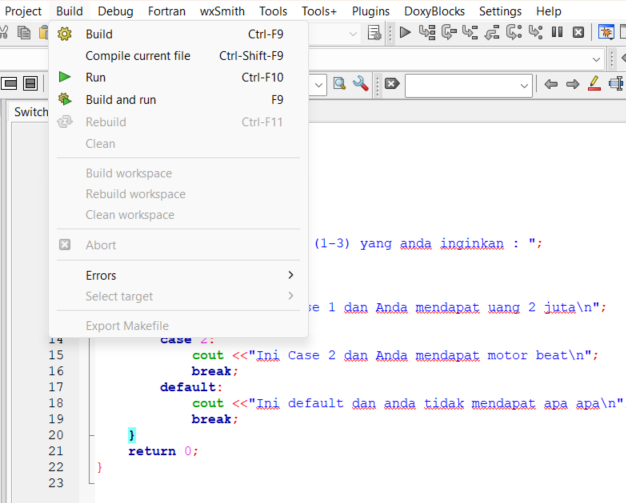 Project Build Debug Fortran wxSmith Tools Tools+ Plugins DoxyBlocks Settings Help
Build Ctrl-F9
Compile current file Ctrl-Shift-F9
Run Ctrl-F10
Build and run F9
Rebuild Ctrl-F11
Clean
Build workspace
Rebuild workspace
Clean workspace
Abort
Errors
Select target
Export Makefile
Switch
(1-3) yang anda inginkan : ";
se 1 dan Anda mendapat uang 2 juta\n";
14 case 2:
15 cout <<"Ini Case 2 dan Anda mendapat motor beat\n";
16 break;
17 default:
18 cout <<"Ini default dan anda tidak mendapat apa apa\n"
19 break;
20 }
21 return 0;
22 }
23